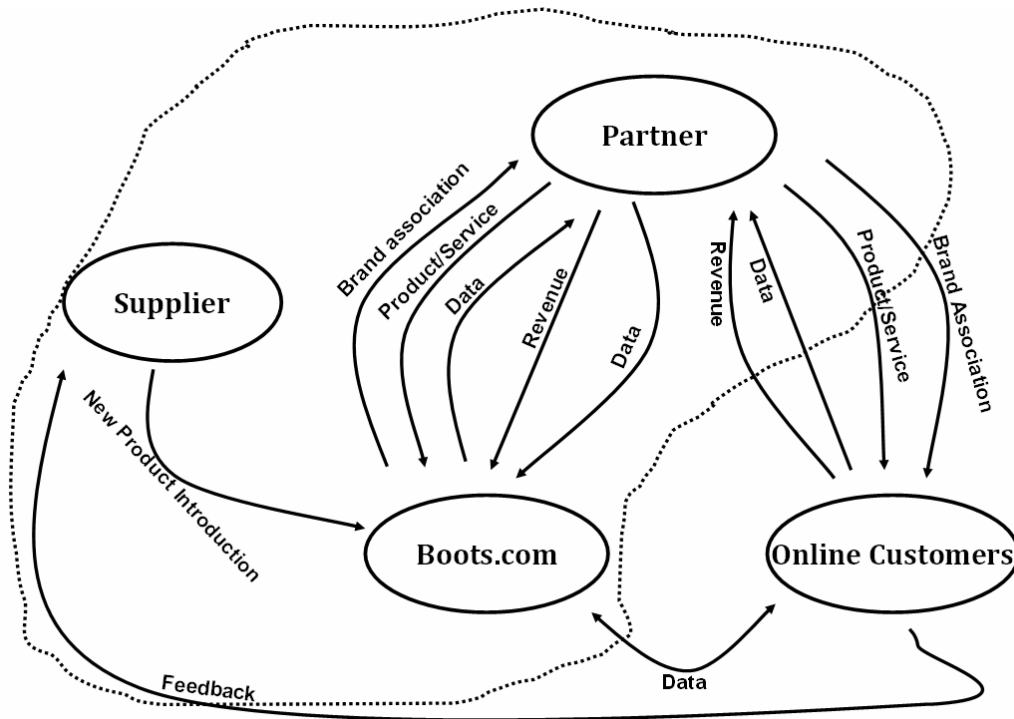 Partner
Brand association
Product/Service
Data
Revenue
Data
Revenue
Data
Product/Service
Brand Association
Supplier
New Product Introduction
Boots.com
Online Customers
Data
Feedback